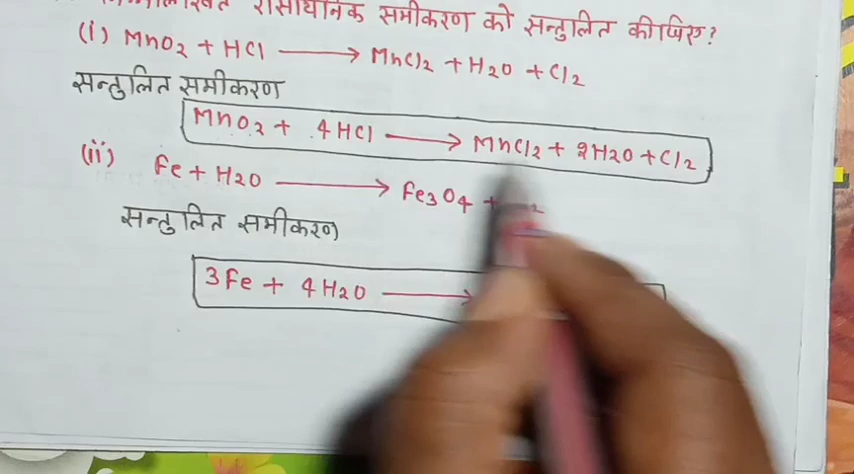 रासायनिक समीकरण को सन्तुलित कीजिए?
(i) MnO2 + HCl ⟶ MnCl2 + H2O + Cl2
सन्तुलित समीकरण
MnO2 + 4HCl ⟶ MnCl2 + 2H2O + Cl2
(ii) Fe + H2O ⟶ Fe3O4 +
सन्तुलित समीकरण
3Fe + 4H2O ⟶